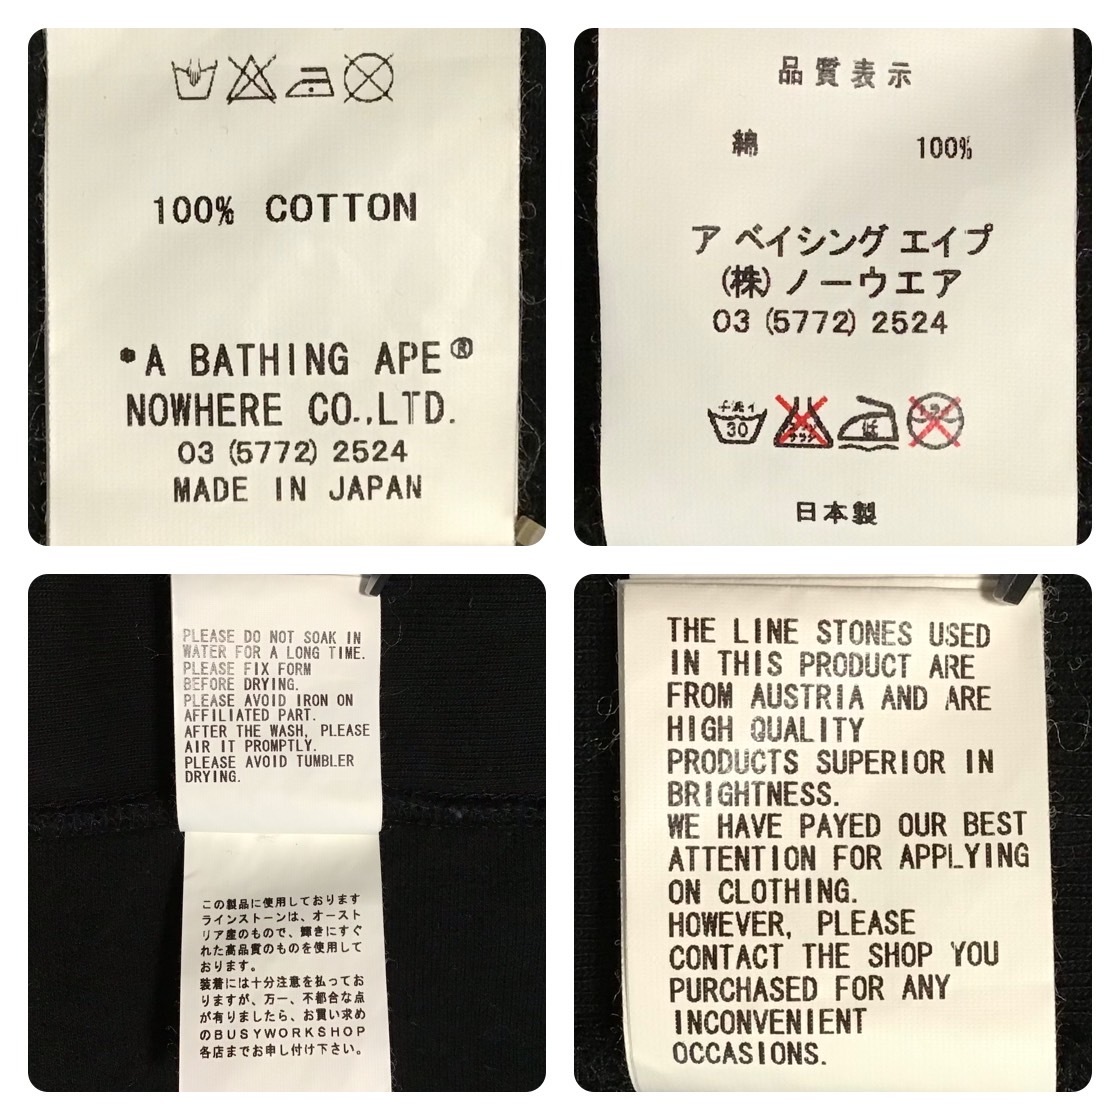 100% COTTON
*A BATHING APE®
NOWHERE CO.,LTD.
03 (5772) 2524
MADE IN JAPAN
品質表示
綿 100%
ア ベイシング エイプ
(株) ノーウエア
03 (5772) 2524
手洗イ
30
低
日本製
PLEASE DO NOT SOAK IN
WATER FOR A LONG TIME.
PLEASE FIX FORM
BEFORE DRYING.
PLEASE AVOID IRON ON
AFFILIATED PART.
AFTER THE WASH, PLEASE
AIR IT PROMPTLY.
PLEASE AVOID TUMBLER
DRYING.
この製品に使用しております
ラインストーンは、オースト
リア産のもので、輝きにすぐ
れた高品質のものを使用して
おります。
装着には十分注意を払ってお
りますが、万一、不都合な点
が有りましたら、お買い求め
のBUSYWORKSHOP
各店までお申し付け下さい。
THE LINE STONES USED
IN THIS PRODUCT ARE
FROM AUSTRIA AND ARE
HIGH QUALITY
PRODUCTS SUPERIOR IN
BRIGHTNESS.
WE HAVE PAYED OUR BEST
ATTENTION FOR APPLYING
ON CLOTHING.
HOWEVER, PLEASE
CONTACT THE SHOP YOU
PURCHASED FOR ANY
INCONVENIENT
OCCASIONS.